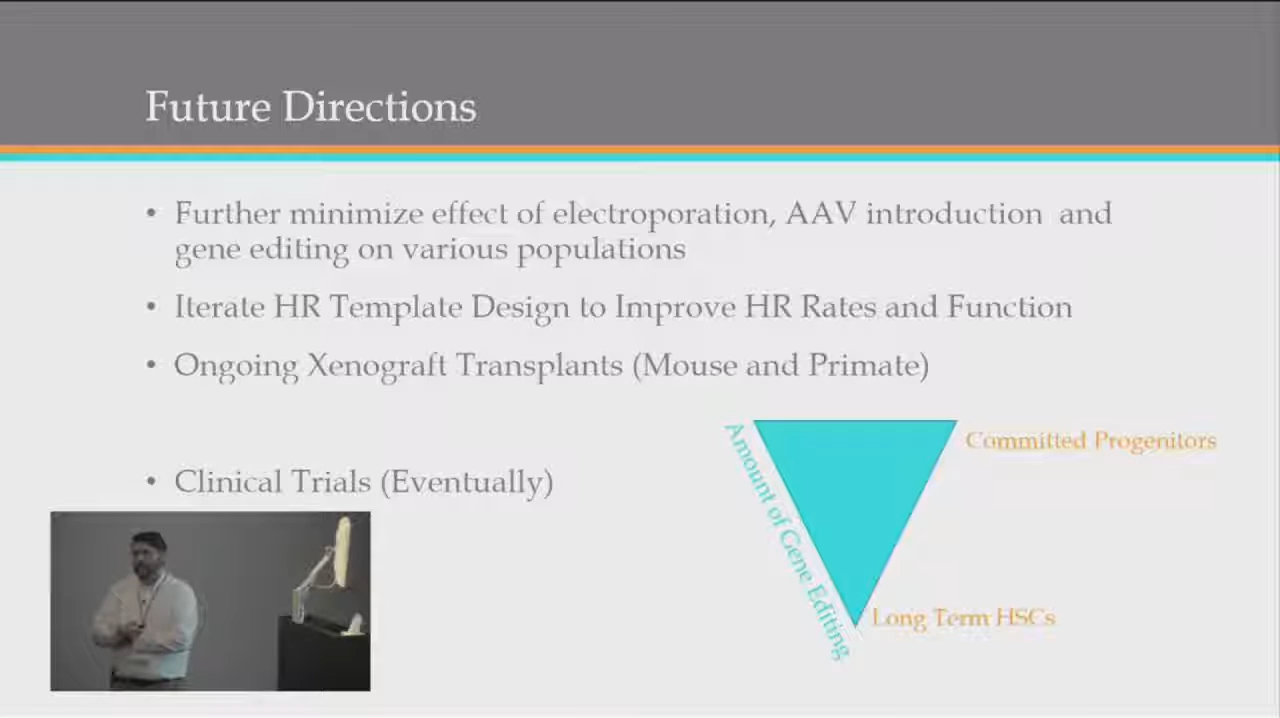 Future Directions
• Further minimize effect of electroporation, AAV introduction and
gene editing on various populations
• Iterate HR Template Design to Improve HR Rates and Function
• Ongoing Xenograft Transplants (Mouse and Primate)
Committed Progenitors
Amount of Gene Editing
• Clinical Trials (Eventually)
Long Term HSCs